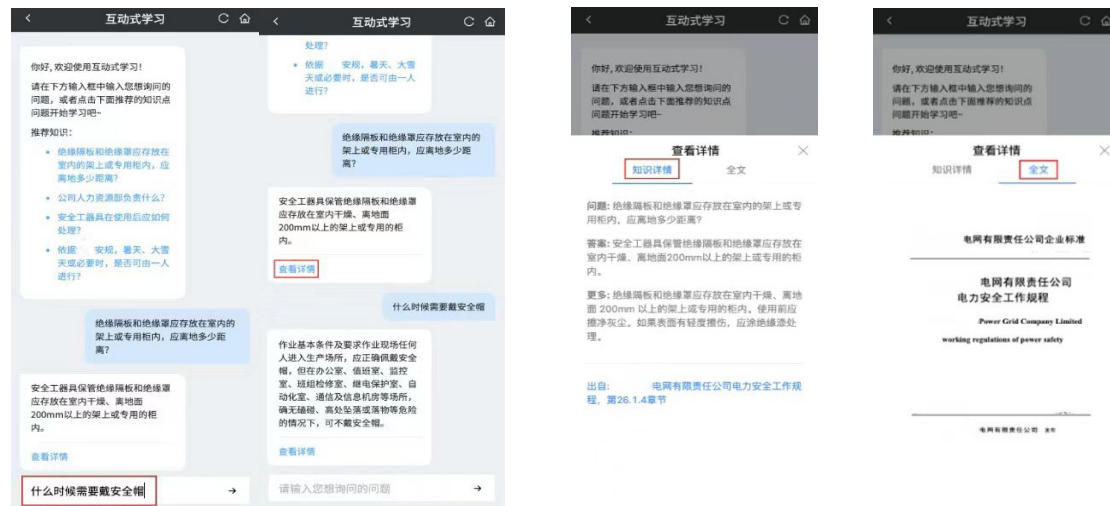 互动式学习
你好,欢迎使用互动式学习!
请在下方输入框中输入您想询问的
问题，或者点击下面推荐的知识点
问题开始学习吧~
推荐知识:
• 绝缘隔板和绝缘罩应存放在
室内的架上或专用柜内，应
离地多少距离?
• 公司人力资源部负责什么?
• 安全工器具在使用后应如何
处理?
• 依据 安规，暑天、大雪
天或必要时，是否可由一人
进行?
绝缘隔板和绝缘罩应存放在室内的
架上或专用柜内，应离地多少距
离?
安全工器具保管绝缘隔板和绝缘罩
应存放在室内干燥、离地面
200mm以上的架上或专用的柜
内。
查看详情
什么时候需要戴安全帽
互动式学习
处理?
• 依据 安规，暑天、大雪
天或必要时，是否可由一人
进行?
绝缘隔板和绝缘罩应存放在室内的
架上或专用柜内，应离地多少距
离?
安全工器具保管绝缘隔板和绝缘罩
应存放在室内干燥、离地面
200mm以上的架上或专用的柜
内。
查看详情
什么时候需要戴安全帽
作业基本条件及要求作业现场任何
人进入生产场所，应正确佩戴安全
帽，但在办公室、值班室、监控
室、班组检修室、继电保护室、自
动化室、通信及信息机房等场所，
确无磕碰、高处坠落或落物等危险
的情况下，可不戴安全帽。
查看详情
请输入您想询问的问题
互动式学习
你好,欢迎使用互动式学习!
请在下方输入框中输入您想询问的
问题，或者点击下面推荐的知识点
问题开始学习吧~
推荐知识:
查看详情
知识详情 全文
问题: 绝缘隔板和绝缘罩应存放在室内的架上或专
用柜内，应离地多少距离?
答案: 安全工器具保管绝缘隔板和绝缘罩应存放在
室内干燥、离地面200mm以上的架上或专用的柜
内。
更多: 绝缘隔板和绝缘罩应存放在室内干燥、离地
面 200mm 以上的架上或专用的柜内。使用前应
擦净灰尘。如果表面有轻度擦伤，应涂绝缘漆处
理。
出自: 电网有限责任公司电力安全工作规
程，第26.1.4章节
互动式学习
你好,欢迎使用互动式学习!
请在下方输入框中输入您想询问的
问题，或者点击下面推荐的知识点
问题开始学习吧~
推荐知识:
查看详情
知识详情 全文
电网有限责任公司企业标准
电网有限责任公司
电力安全工作规程
Power Grid Company Limited
working regulations of power safety
电网有限责任公司 发布